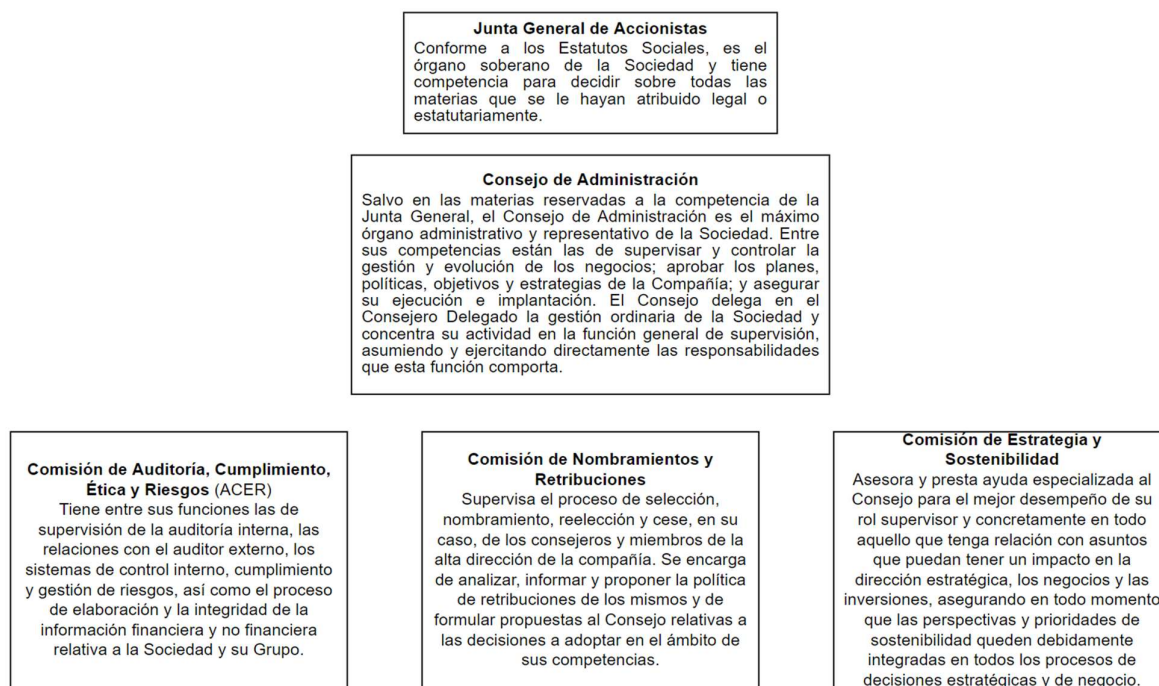 Junta General de Accionistas
Conforme a los Estatutos Sociales, es el
órgano soberano de la Sociedad y tiene
competencia para decidir sobre todas las
materias que se le hayan atribuido legal o
estatutariamente.
Consejo de Administración
Salvo en las materias reservadas a la competencia de la
Junta General, el Consejo de Administración es el máximo
órgano administrativo y representativo de la Sociedad. Entre
sus competencias están las de supervisar y controlar la
gestión y evolución de los negocios; aprobar los planes,
políticas, objetivos y estrategias de la Compañía; y asegurar
su ejecución e implantación. El Consejo delega en el
Consejero Delegado la gestión ordinaria de la Sociedad y
concentra su actividad en la función general de supervisión,
asumiendo y ejercitando directamente las responsabilidades
que esta función comporta.
Comisión de Auditoría, Cumplimiento,
Ética y Riesgos (ACER)
Tiene entre sus funciones las de
supervisión de la auditoría interna, las
relaciones con el auditor externo, los
sistemas de control interno, cumplimiento
y gestión de riesgos, así como el proceso
de elaboración y la integridad de la
información financiera y no financiera
relativa a la Sociedad y su Grupo.
Comisión de Nombramientos y
Retribuciones
Supervisa el proceso de selección,
nombramiento, reelección y cese, en su
caso, de los consejeros y miembros de la
alta dirección de la compañía. Se encarga
de analizar, informar y proponer la política
de retribuciones de los mismos y de
formular propuestas al Consejo relativas a
las decisiones a adoptar en el ámbito de
sus competencias.
Comisión de Estrategia y
Sostenibilidad
Asesora y presta ayuda especializada al
Consejo para el mejor desempeño de su
rol supervisor y concretamente en todo
aquello que tenga relación con asuntos
que puedan tener un impacto en la
dirección estratégica, los negocios y las
inversiones, asegurando en todo momento
que las perspectivas y prioridades de
sostenibilidad queden debidamente
integradas en todos los procesos de
decisiones estratégicas y de negocio.